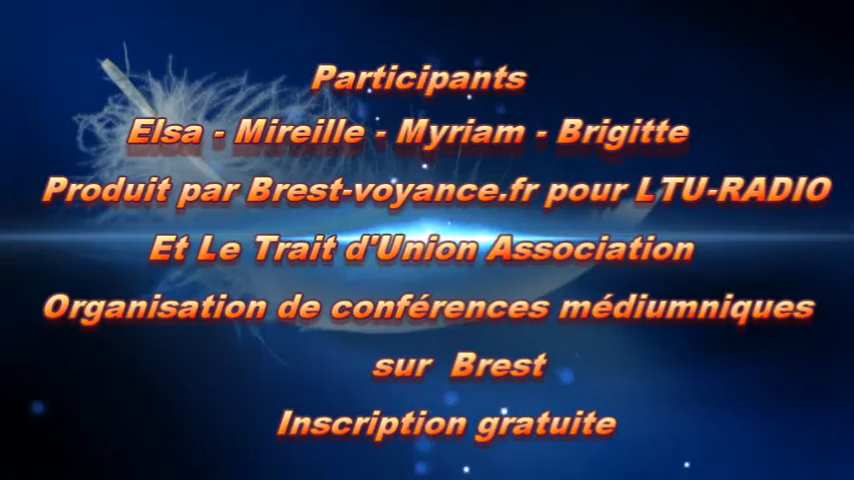 Participants
Elsa - Mireille - Myriam - Brigitte
Produit par Brest-voyance.fr pour LTU-RADIO
Et Le Trait d'Union Association
Organisation de conférences médiumniques
sur Brest
Inscription gratuite